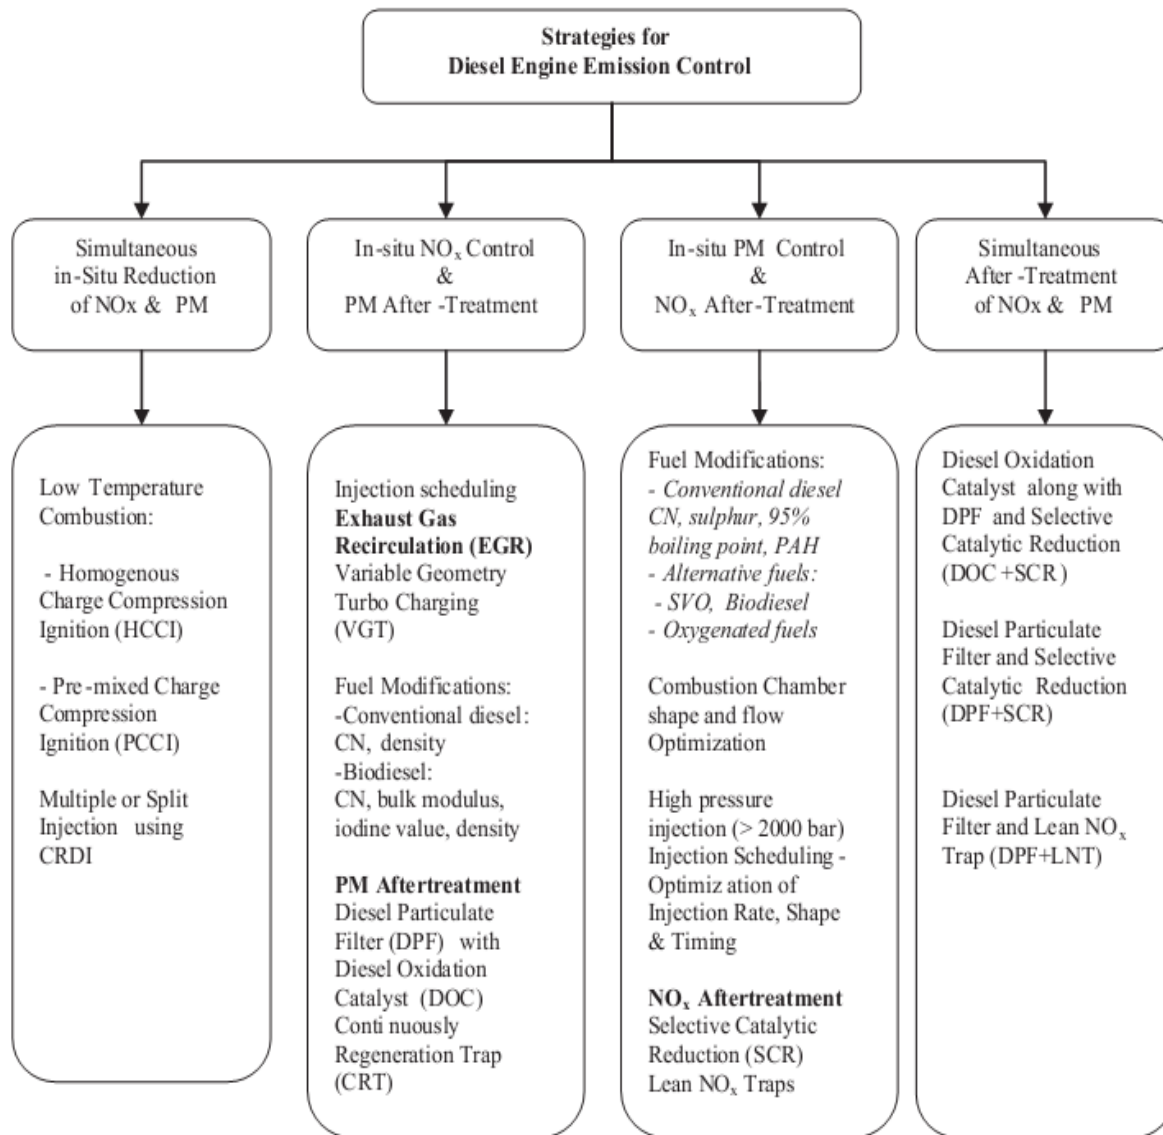 Strategies for
Diesel Engine Emission Control
Simultaneous
in-Situ Reduction
of NOx & PM
In-situ NOₓ Control
&
PM After -Treatment
In-situ PM Control
&
NOₓ After-Treatment
Simultaneous
After -Treatment
of NOx & PM
Low Temperature
Combustion:
- Homogenous
Charge Compression
Ignition (HCCI)
- Pre-mixed Charge
Compression
Ignition (PCCI)
Multiple or Split
Injection using
CRDI
Injection scheduling
Exhaust Gas
Recirculation (EGR)
Variable Geometry
Turbo Charging
(VGT)
Fuel Modifications:
-Conventional diesel:
CN, density
-Biodiesel:
CN, bulk modulus,
iodine value, density
PM Aftertreatment
Diesel Particulate
Filter (DPF) with
Diesel Oxidation
Catalyst (DOC)
Conti nuously
Regeneration Trap
(CRT)
Fuel Modifications:
- Conventional diesel
CN, sulphur, 95%
boiling point, PAH
- Alternative fuels:
- SVO, Biodiesel
- Oxygenated fuels
Combustion Chamber
shape and flow
Optimization
High pressure
injection (> 2000 bar)
Injection Scheduling -
Optimiz ation of
Injection Rate, Shape
& Timing
NOₓ Aftertreatment
Selective Catalytic
Reduction (SCR)
Lean NOₓ Traps
Diesel Oxidation
Catalyst along with
DPF and Selective
Catalytic Reduction
(DOC +SCR)
Diesel Particulate
Filter and Selective
Catalytic Reduction
(DPF+SCR)
Diesel Particulate
Filter and Lean NOₓ
Trap (DPF+LNT)